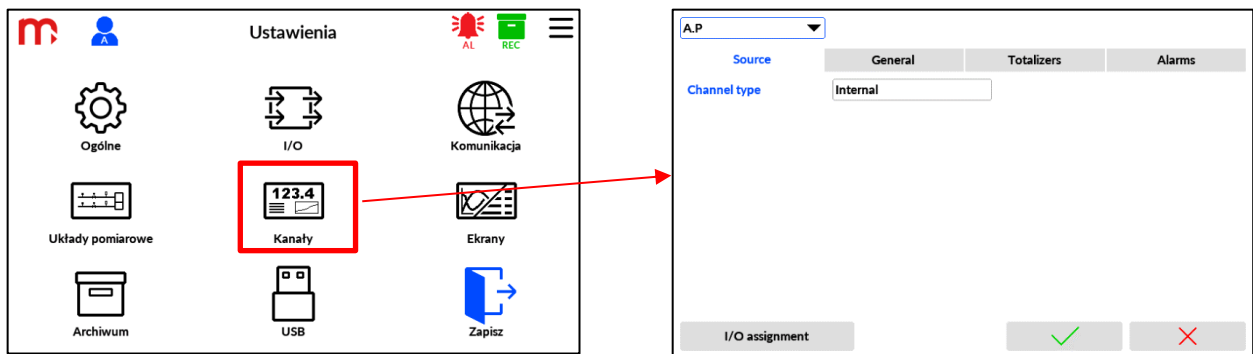 Ustawienia
A
AL
REC
Ogólne
I/O
Komunikacja
Układy pomiarowe
123.4
Kanały
Ekrany
Archiwum
USB
Zapisz
A.P
Source
General
Totalizers
Alarms
Channel type
Internal
I/O assignment